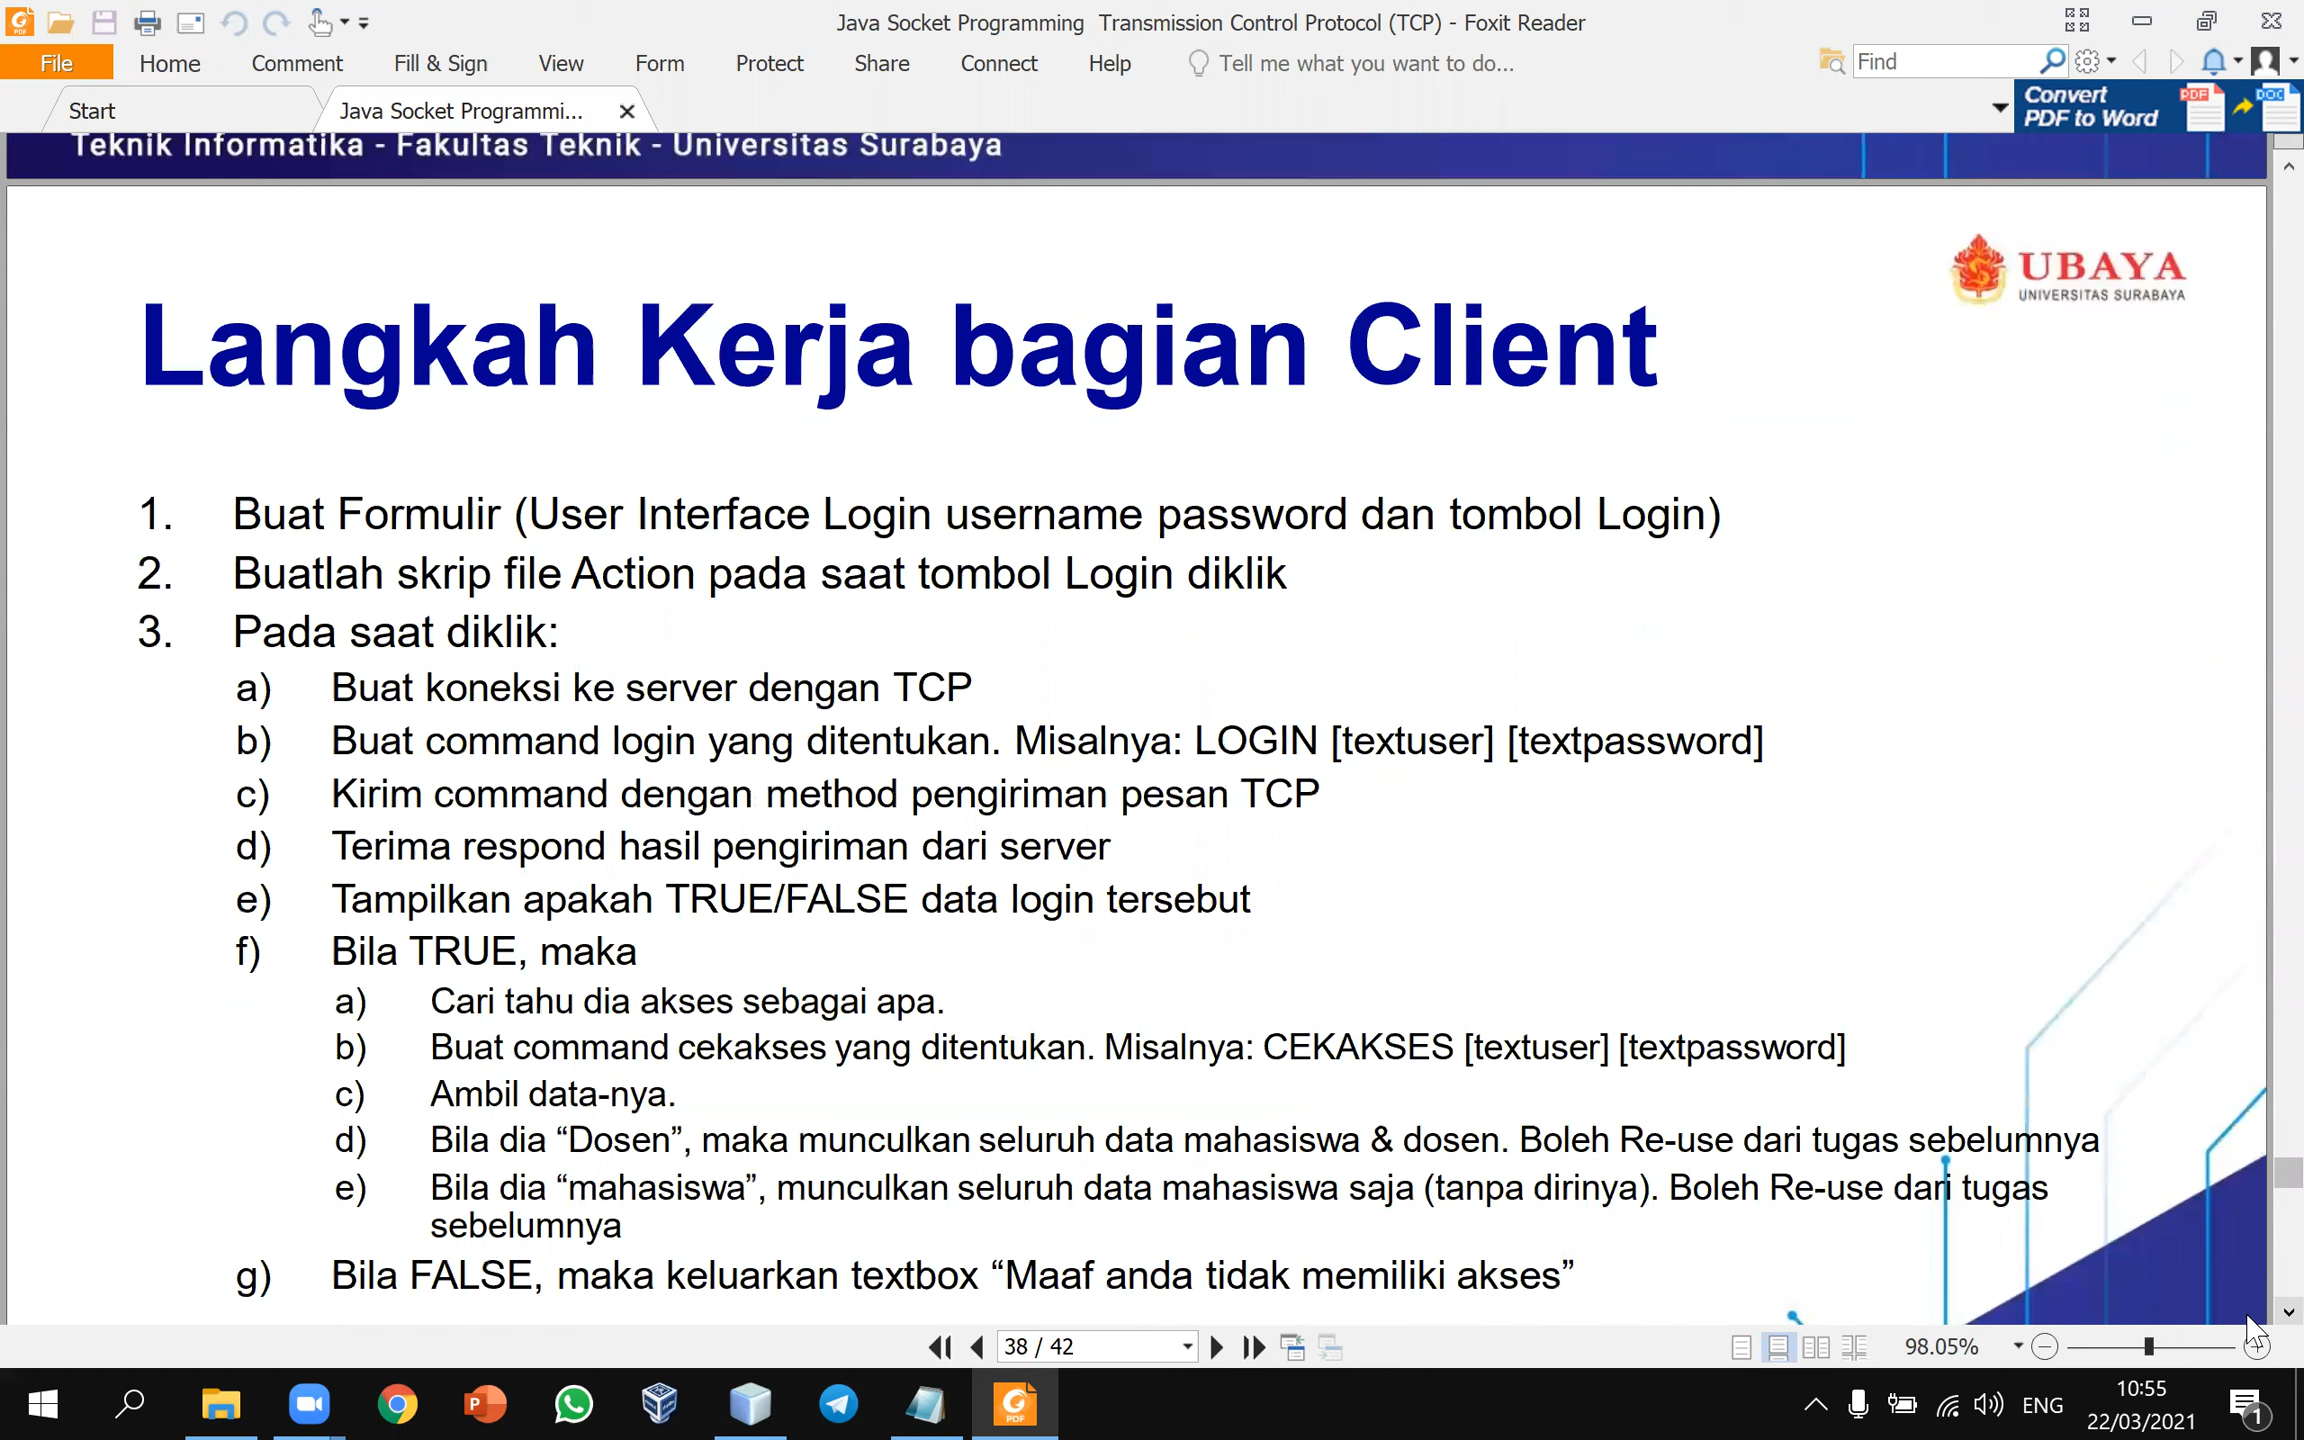 Java Socket Programming  Transmission Control Protocol (TCP) - Foxit Reader
File Home Comment Fill & Sign View Form Protect Share Connect Help Tell me what you want to do... Find
Start Java Socket Programmi... Convert
PDF to Word PDF DOC
Teknik Informatika - Fakultas Teknik - Universitas Surabaya
UBAYA
UNIVERSITAS SURABAYA
Langkah Kerja bagian Client
1. Buat Formulir (User Interface Login username password dan tombol Login)
2. Buatlah skrip file Action pada saat tombol Login diklik
3. Pada saat diklik:
a) Buat koneksi ke server dengan TCP
b) Buat command login yang ditentukan. Misalnya: LOGIN [textuser] [textpassword]
c) Kirim command dengan method pengiriman pesan TCP
d) Terima respond hasil pengiriman dari server
e) Tampilkan apakah TRUE/FALSE data login tersebut
f) Bila TRUE, maka
a) Cari tahu dia akses sebagai apa.
b) Buat command cekakses yang ditentukan. Misalnya: CEKAKSES [textuser] [textpassword]
c) Ambil data-nya.
d) Bila dia “Dosen”, maka munculkan seluruh data mahasiswa & dosen. Boleh Re-use dari tugas sebelumnya
e) Bila dia “mahasiswa”, munculkan seluruh data mahasiswa saja (tanpa dirinya). Boleh Re-use dari tugas
sebelumnya
g) Bila FALSE, maka keluarkan textbox “Maaf anda tidak memiliki akses”
38 / 42 98.05%
ENG 10:55
22/03/2021 1